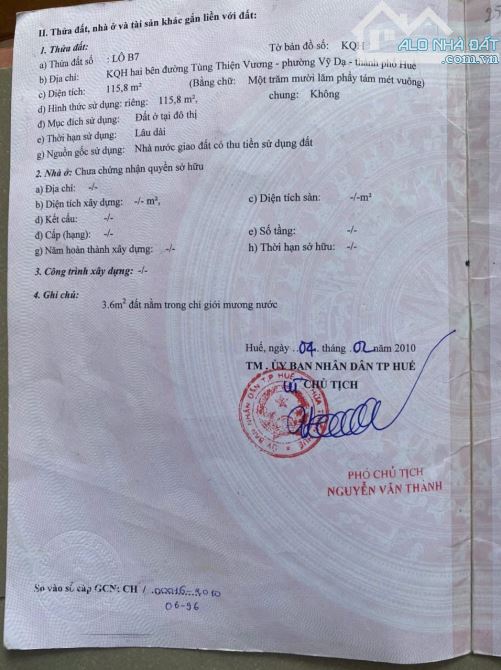 ALO NHÀ ĐẤT
II. Thửa đất, nhà ở và tài sản khác gắn liền với đất:
1. Thửa đất:
a) Thửa đất số : LÔ B7 Tờ bản đồ số: KQH
b) Địa chỉ: KQH hai bên đường Tùng Thiện Vương - phường Vỹ Dạ - thành phố Huế
c) Diện tích: 115,8 m² (Bằng chữ: Một trăm mười lăm phẩy tám mét vuông)
d) Hình thức sử dụng: riêng: 115,8 m², chung: Không
đ) Mục đích sử dụng: Đất ở tại đô thị
e) Thời hạn sử dụng: Lâu dài
g) Nguồn gốc sử dụng: Nhà nước giao đất có thu tiền sử dụng đất
2. Nhà ở: Chưa chứng nhận quyền sở hữu
a) Địa chỉ: -/-
b) Diện tích xây dựng: -/- m², c) Diện tích sàn: -/-m²
d) Kết cấu: -/-
đ) Cấp (hạng): -/- e) Số tầng: -/-
g) Năm hoàn thành xây dựng: -/- h) Thời hạn sở hữu: -/-
3. Công trình xây dựng: -/-
4. Ghi chú:
3.6m² đất nằm trong chỉ giới mương nước
Huế, ngày 04 tháng 02 năm 2010
TM - ỦY BAN NHÂN DÂN TP HUẾ
CHỦ TỊCH
PHÓ CHỦ TỊCH
NGUYỄN VĂN THÀNH
So vào sổ cấp GCN: CH /
06-96